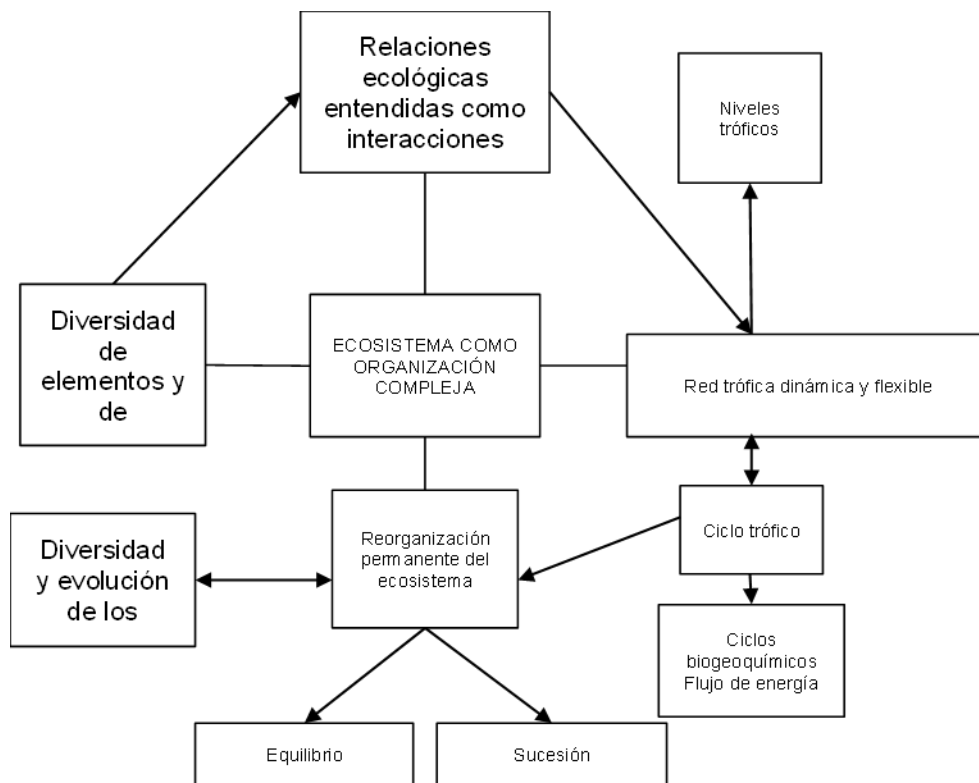 Relaciones
ecológicas
entendidas como
interacciones
Niveles
tróficos
Diversidad
de
elementos y
de
ECOSISTEMA COMO
ORGANIZACIÓN
COMPLEJA
Red trófica dinámica y flexible
Diversidad
y evolución
de los
Reorganización
permanente del
ecosistema
Ciclo trófico
Ciclos
biogeoquímicos
Flujo de energía
Equilibrio
Sucesión